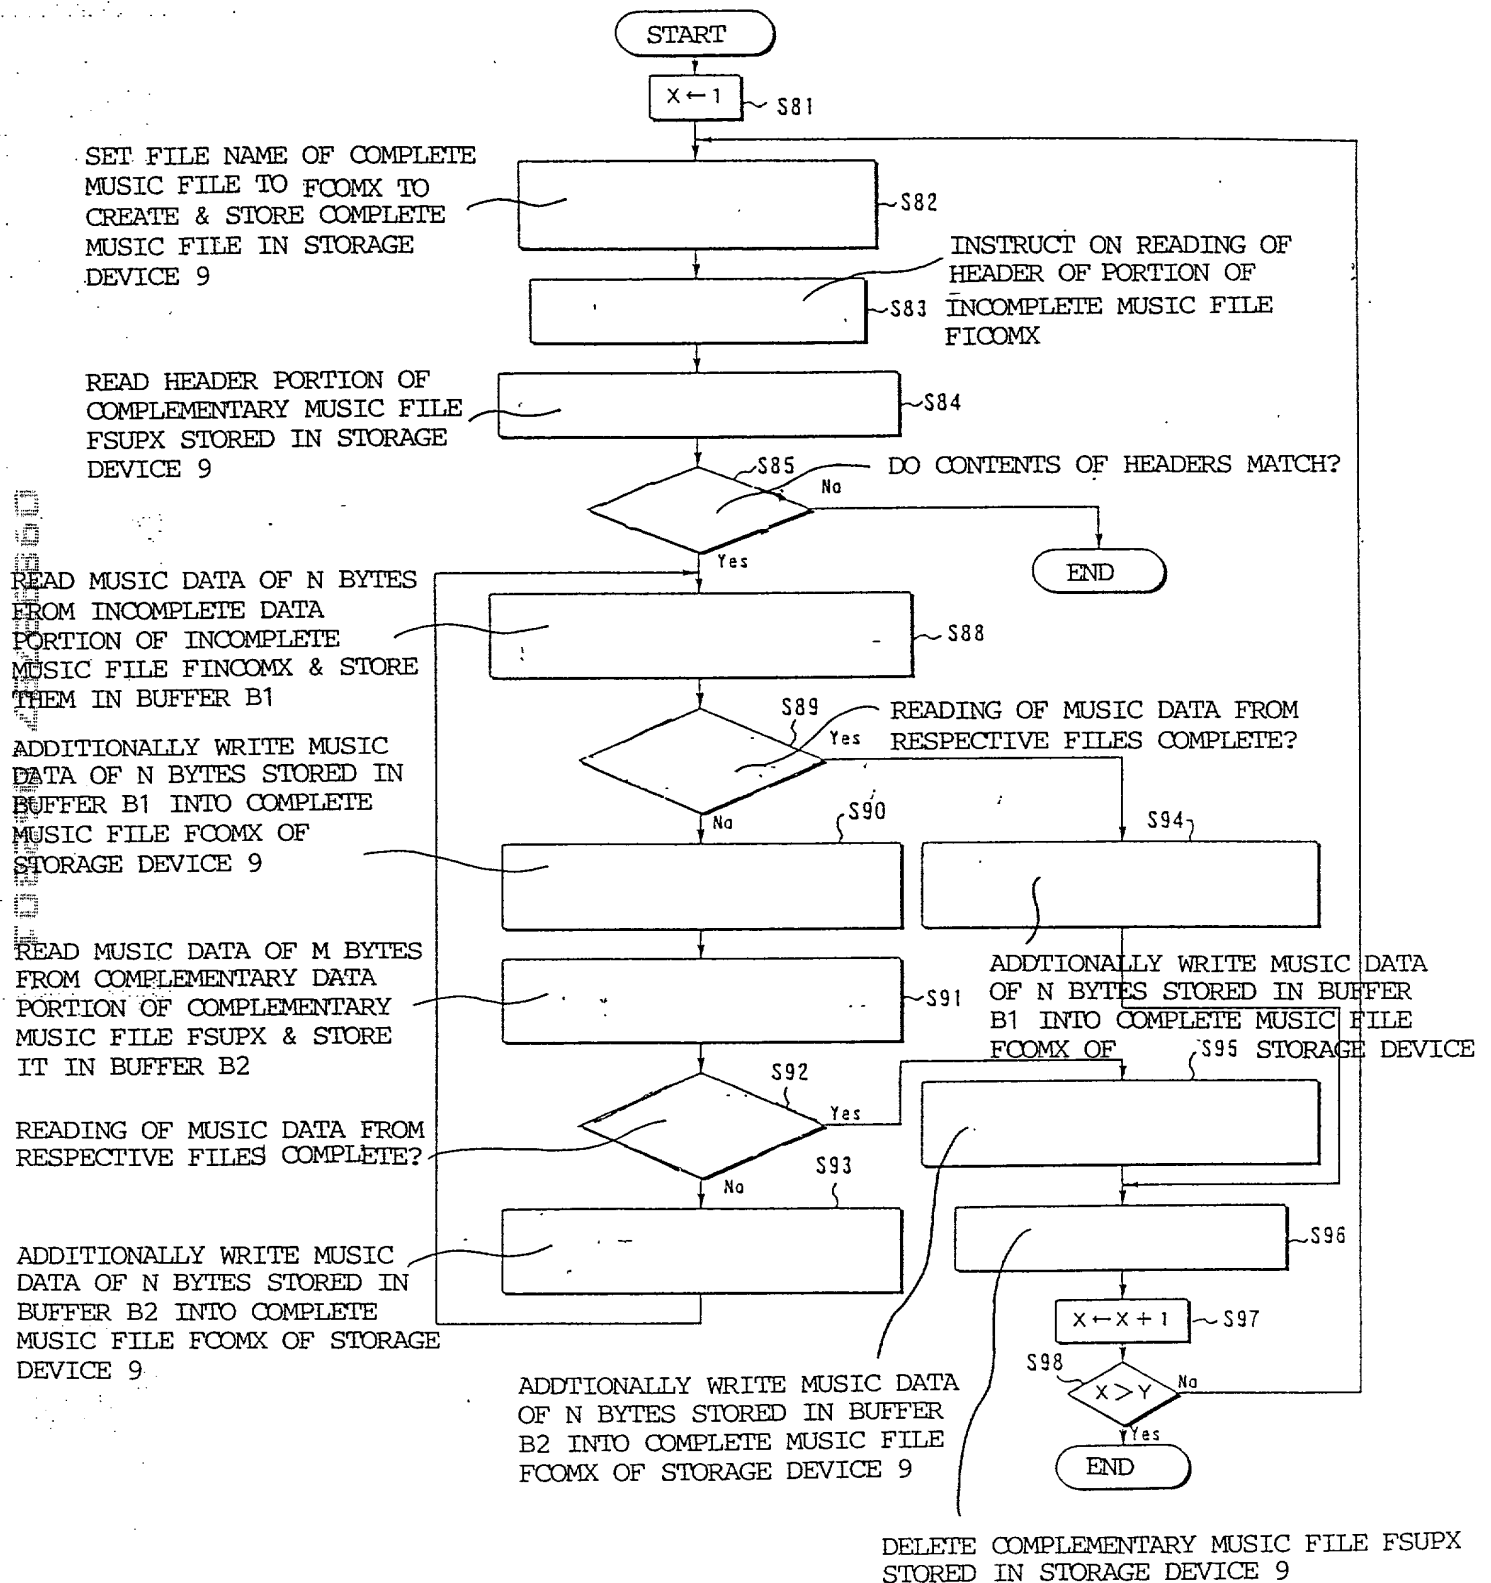 START
X ← 1
S81
SET FILE NAME OF COMPLETE
MUSIC FILE TO FCOMX TO
CREATE & STORE COMPLETE
MUSIC FILE IN STORAGE
DEVICE 9
S82
INSTRUCT ON READING OF
HEADER OF PORTION OF
INCOMPLETE MUSIC FILE
FICOMX
S83
READ HEADER PORTION OF
COMPLEMENTARY MUSIC FILE
FSUPX STORED IN STORAGE
DEVICE 9
S84
S85
DO CONTENTS OF HEADERS MATCH?
No
Yes
END
READ MUSIC DATA OF N BYTES
FROM INCOMPLETE DATA
PORTION OF INCOMPLETE
MUSIC FILE FINCOMX & STORE
THEM IN BUFFER B1
S88
S89
READING OF MUSIC DATA FROM
RESPECTIVE FILES COMPLETE?
Yes
No
ADDITIONALLY WRITE MUSIC
DATA OF N BYTES STORED IN
BUFFER B1 INTO COMPLETE
MUSIC FILE FCOMX OF
STORAGE DEVICE 9
S90
S94
READ MUSIC DATA OF M BYTES
FROM COMPLEMENTARY DATA
PORTION OF COMPLEMENTARY
MUSIC FILE FSUPX & STORE
IT IN BUFFER B2
S91
ADDTIONALLY WRITE MUSIC DATA
OF N BYTES STORED IN BUFFER
B1 INTO COMPLETE MUSIC FILE
FCOMX OF STORAGE DEVICE
S95
S92
Yes
READING OF MUSIC DATA FROM
RESPECTIVE FILES COMPLETE?
No
S93
S96
ADDITIONALLY WRITE MUSIC
DATA OF N BYTES STORED IN
BUFFER B2 INTO COMPLETE
MUSIC FILE FCOMX OF STORAGE
DEVICE 9
X ← X + 1
S97
S98
X > Y
No
Yes
END
ADDTIONALLY WRITE MUSIC DATA
OF N BYTES STORED IN BUFFER
B2 INTO COMPLETE MUSIC FILE
FCOMX OF STORAGE DEVICE 9
DELETE COMPLEMENTARY MUSIC FILE FSUPX
STORED IN STORAGE DEVICE 9